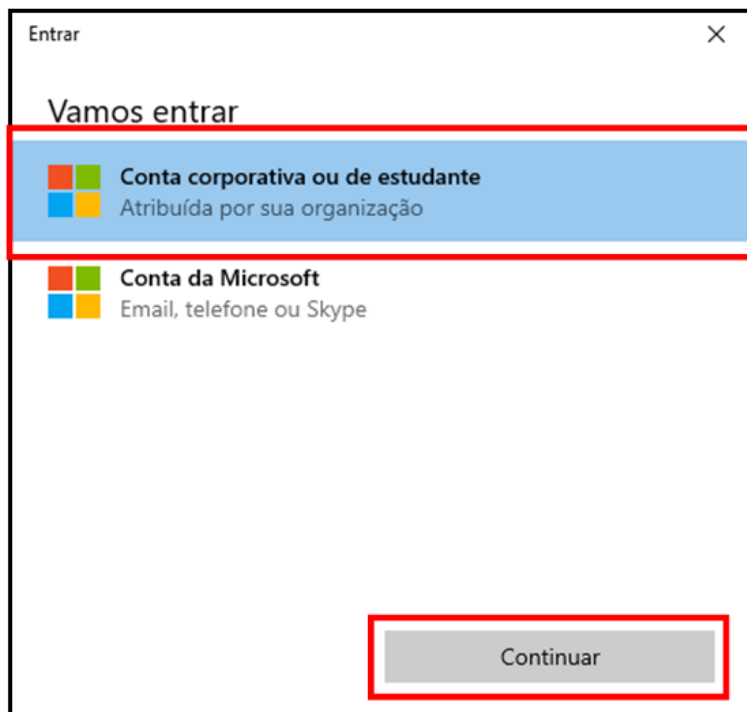 Entrar
Vamos entrar
Conta corporativa ou de estudante
Atribuída por sua organização
Conta da Microsoft
Email, telefone ou Skype
Continuar